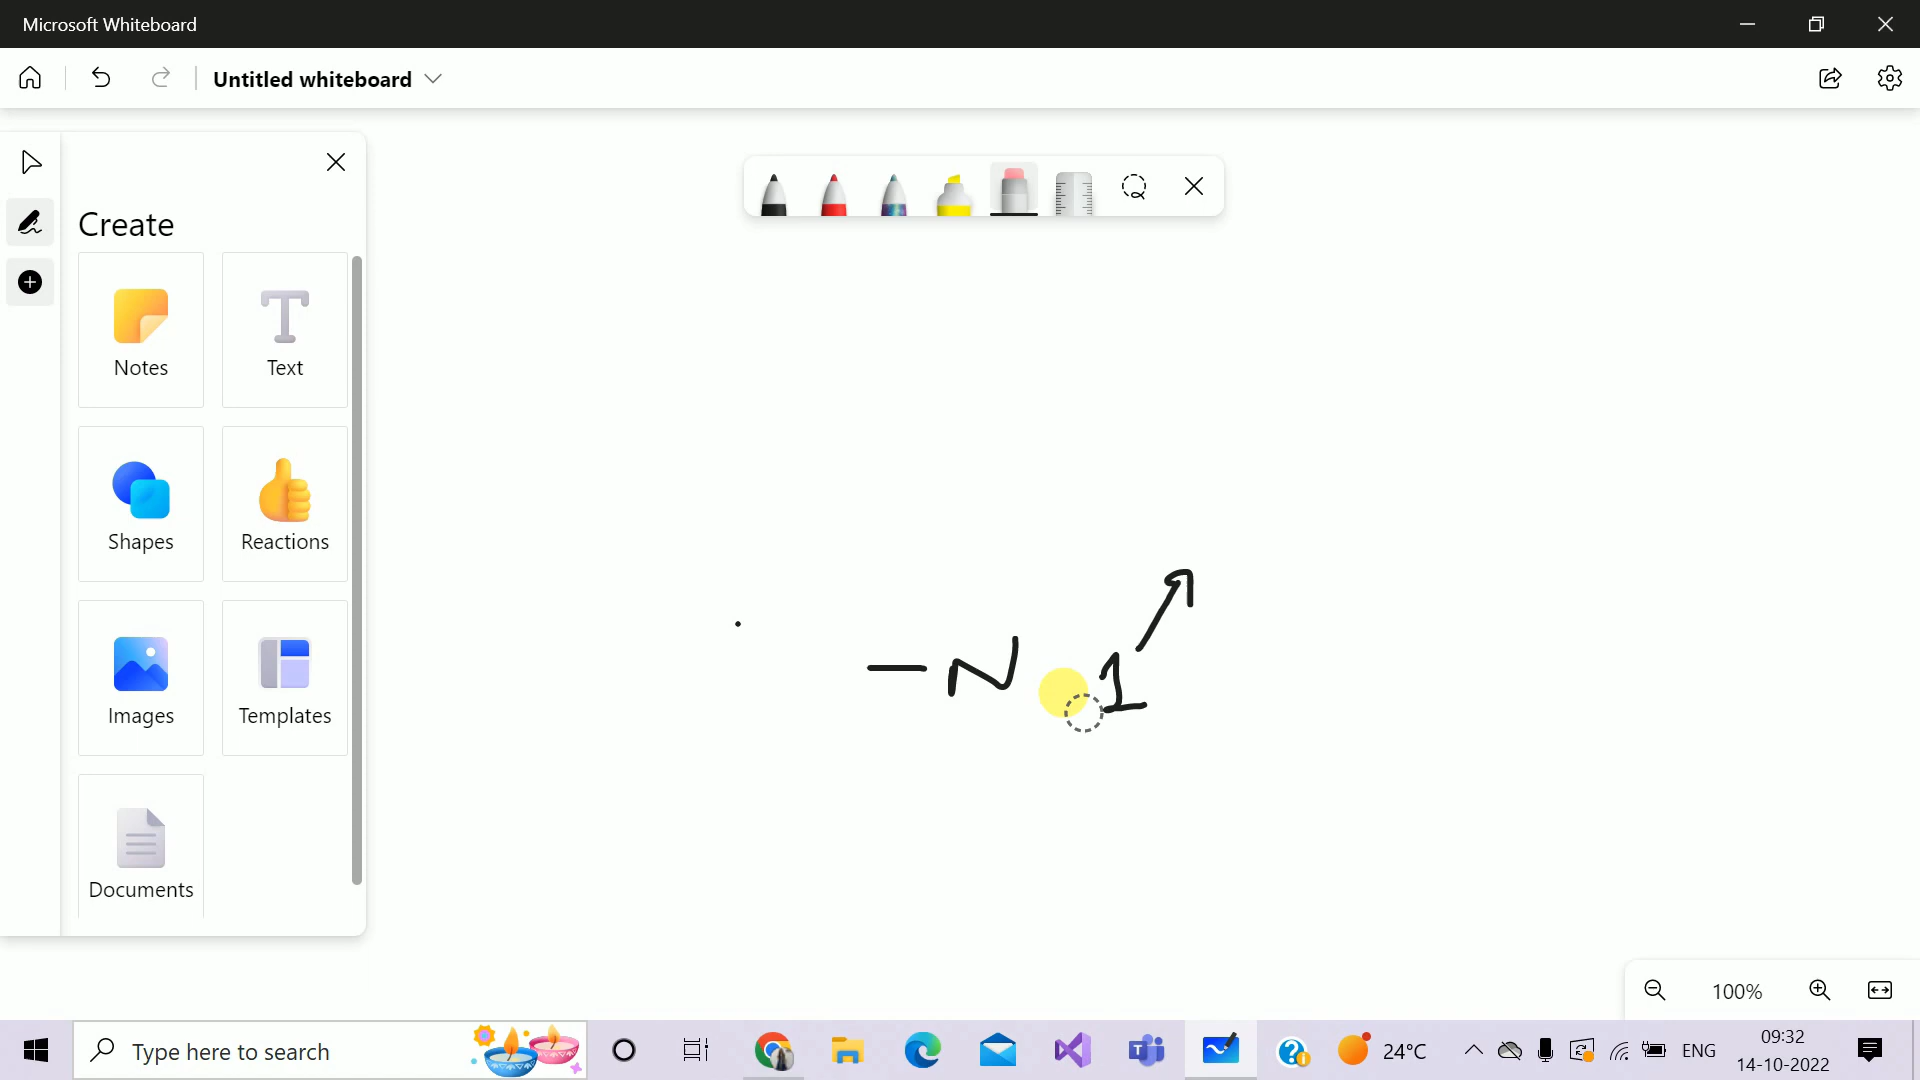 Microsoft Whiteboard
Untitled whiteboard
Create
Notes
Text
Shapes
Reactions
Images
Templates
Documents
- N 1
100%
Type here to search
24°C
ENG
09:32
14-10-2022